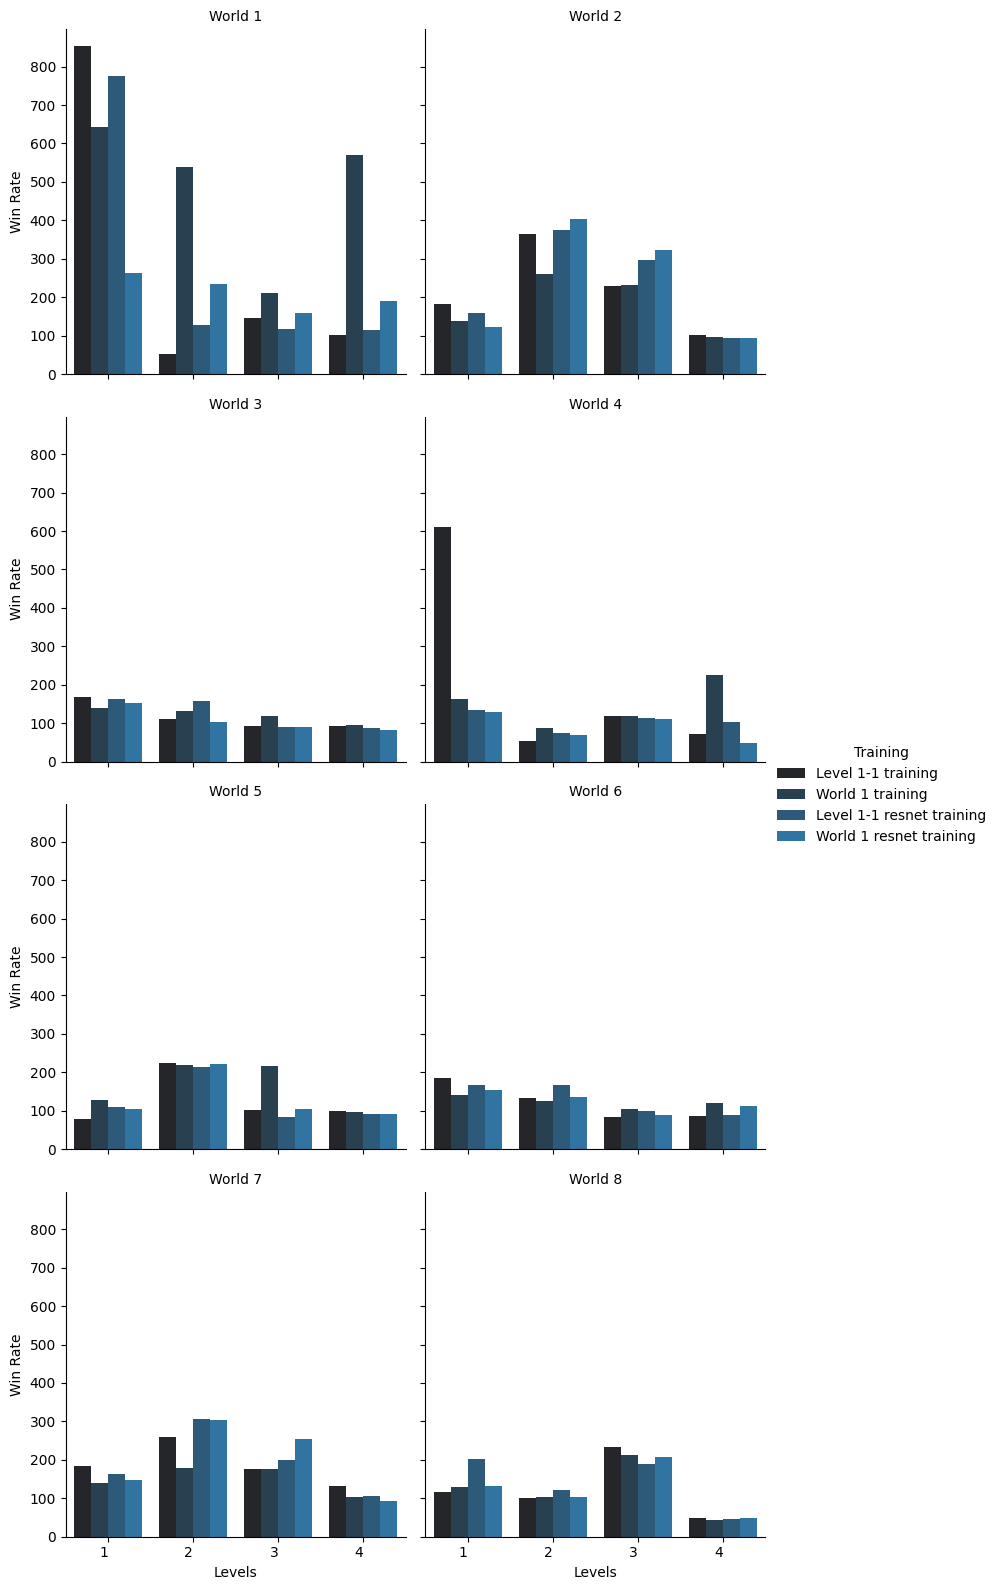 World 1
World 2
800
700
600
500
400
300
200
100
0
Win Rate
World 3
World 4
800
700
600
500
400
300
200
100
0
Win Rate
Training
Level 1-1 training
World 1 training
Level 1-1 resnet training
World 1 resnet training
World 5
World 6
800
700
600
500
400
300
200
100
0
Win Rate
World 7
World 8
800
700
600
500
400
300
200
100
0
Win Rate
1 2 3 4
1 2 3 4
Levels
Levels